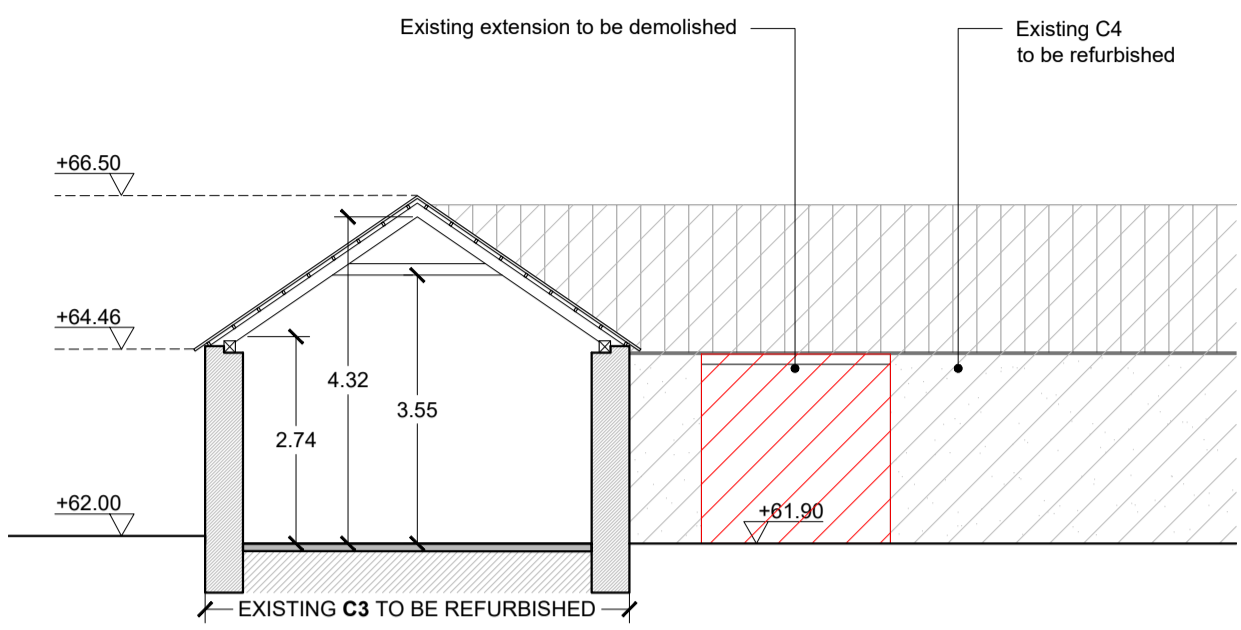 Existing extension to be demolished
Existing C4
to be refurbished
+66.50
+64.46
4.32
3.55
2.74
+62.00
+61.90
EXISTING C3 TO BE REFURBISHED